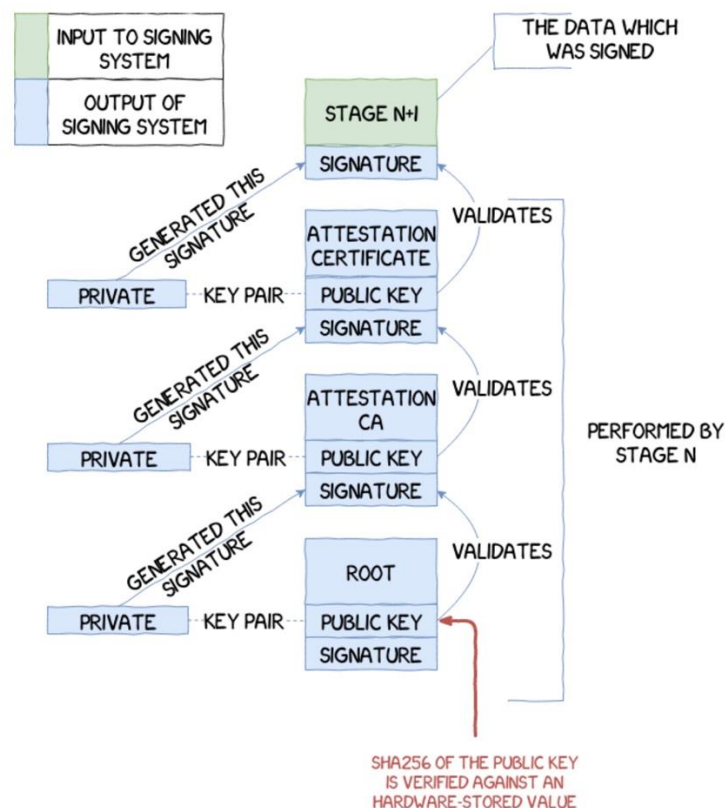 INPUT TO SIGNING
SYSTEM
OUTPUT OF
SIGNING SYSTEM
THE DATA WHICH
WAS SIGNED
STAGE N+1
SIGNATURE
GENERATED THIS
SIGNATURE
VALIDATES
ATTESTATION
CERTIFICATE
PRIVATE
KEY PAIR
PUBLIC KEY
SIGNATURE
GENERATED THIS
SIGNATURE
VALIDATES
ATTESTATION
CA
PERFORMED BY
STAGE N
PRIVATE
KEY PAIR
PUBLIC KEY
SIGNATURE
GENERATED THIS
SIGNATURE
VALIDATES
ROOT
PRIVATE
KEY PAIR
PUBLIC KEY
SIGNATURE
SHA256 OF THE PUBLIC KEY
IS VERIFIED AGAINST AN
HARDWARE-STORED VALUE